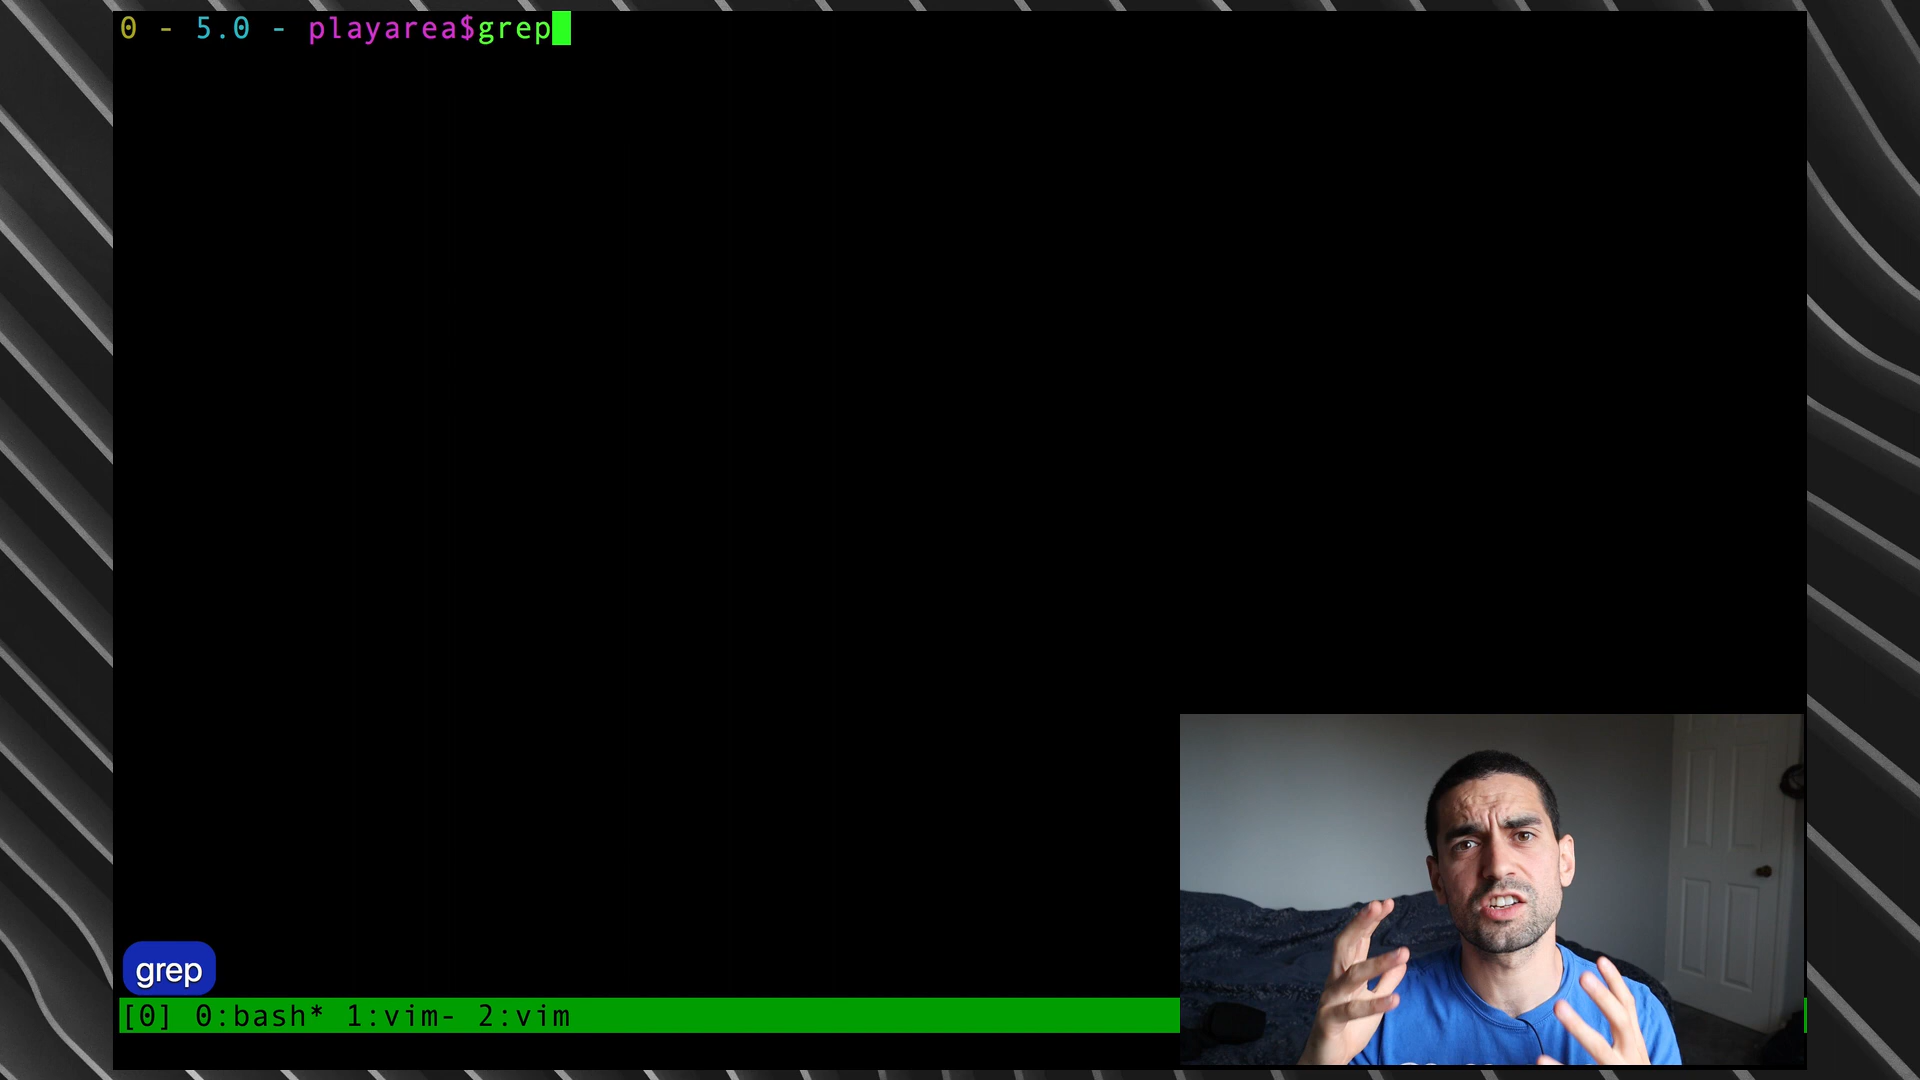 0 - 5.0 - playarea$grep
grep
[0] 0:bash* 1:vim- 2:vim